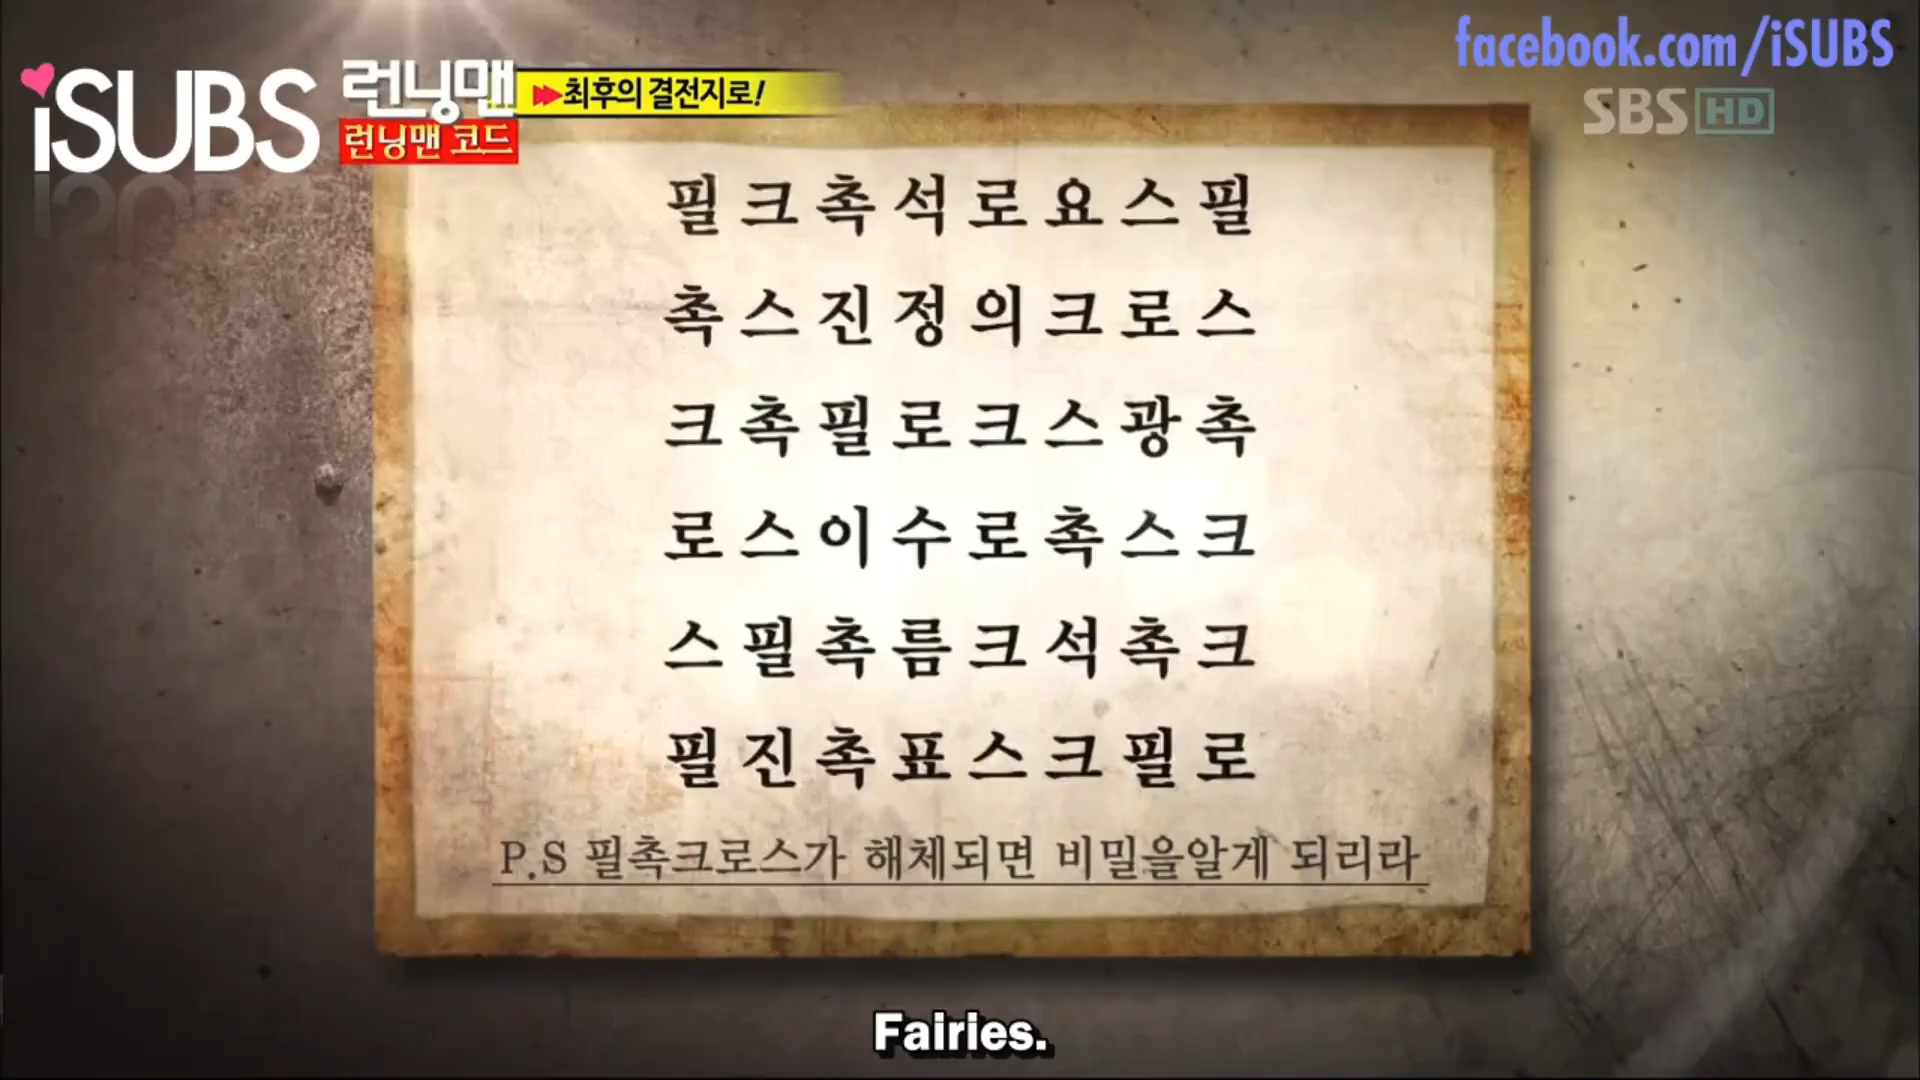 facebook.com/iSUBS
iSUBS
런닝맨
최후의 결전지로!
런닝맨 코드
SBS HD
필 크 촉 석 로 요 스 필
촉 스 진 정 의 크 로 스
크 촉 필 로 크 스 광 촉
로 스 이 수 로 촉 스 크
스 필 촉 름 크 석 촉 크
필 진 촉 표 스 크 필 로
P.S 필촉크로스가 해체되면 비밀을알게 되리라
Fairies.